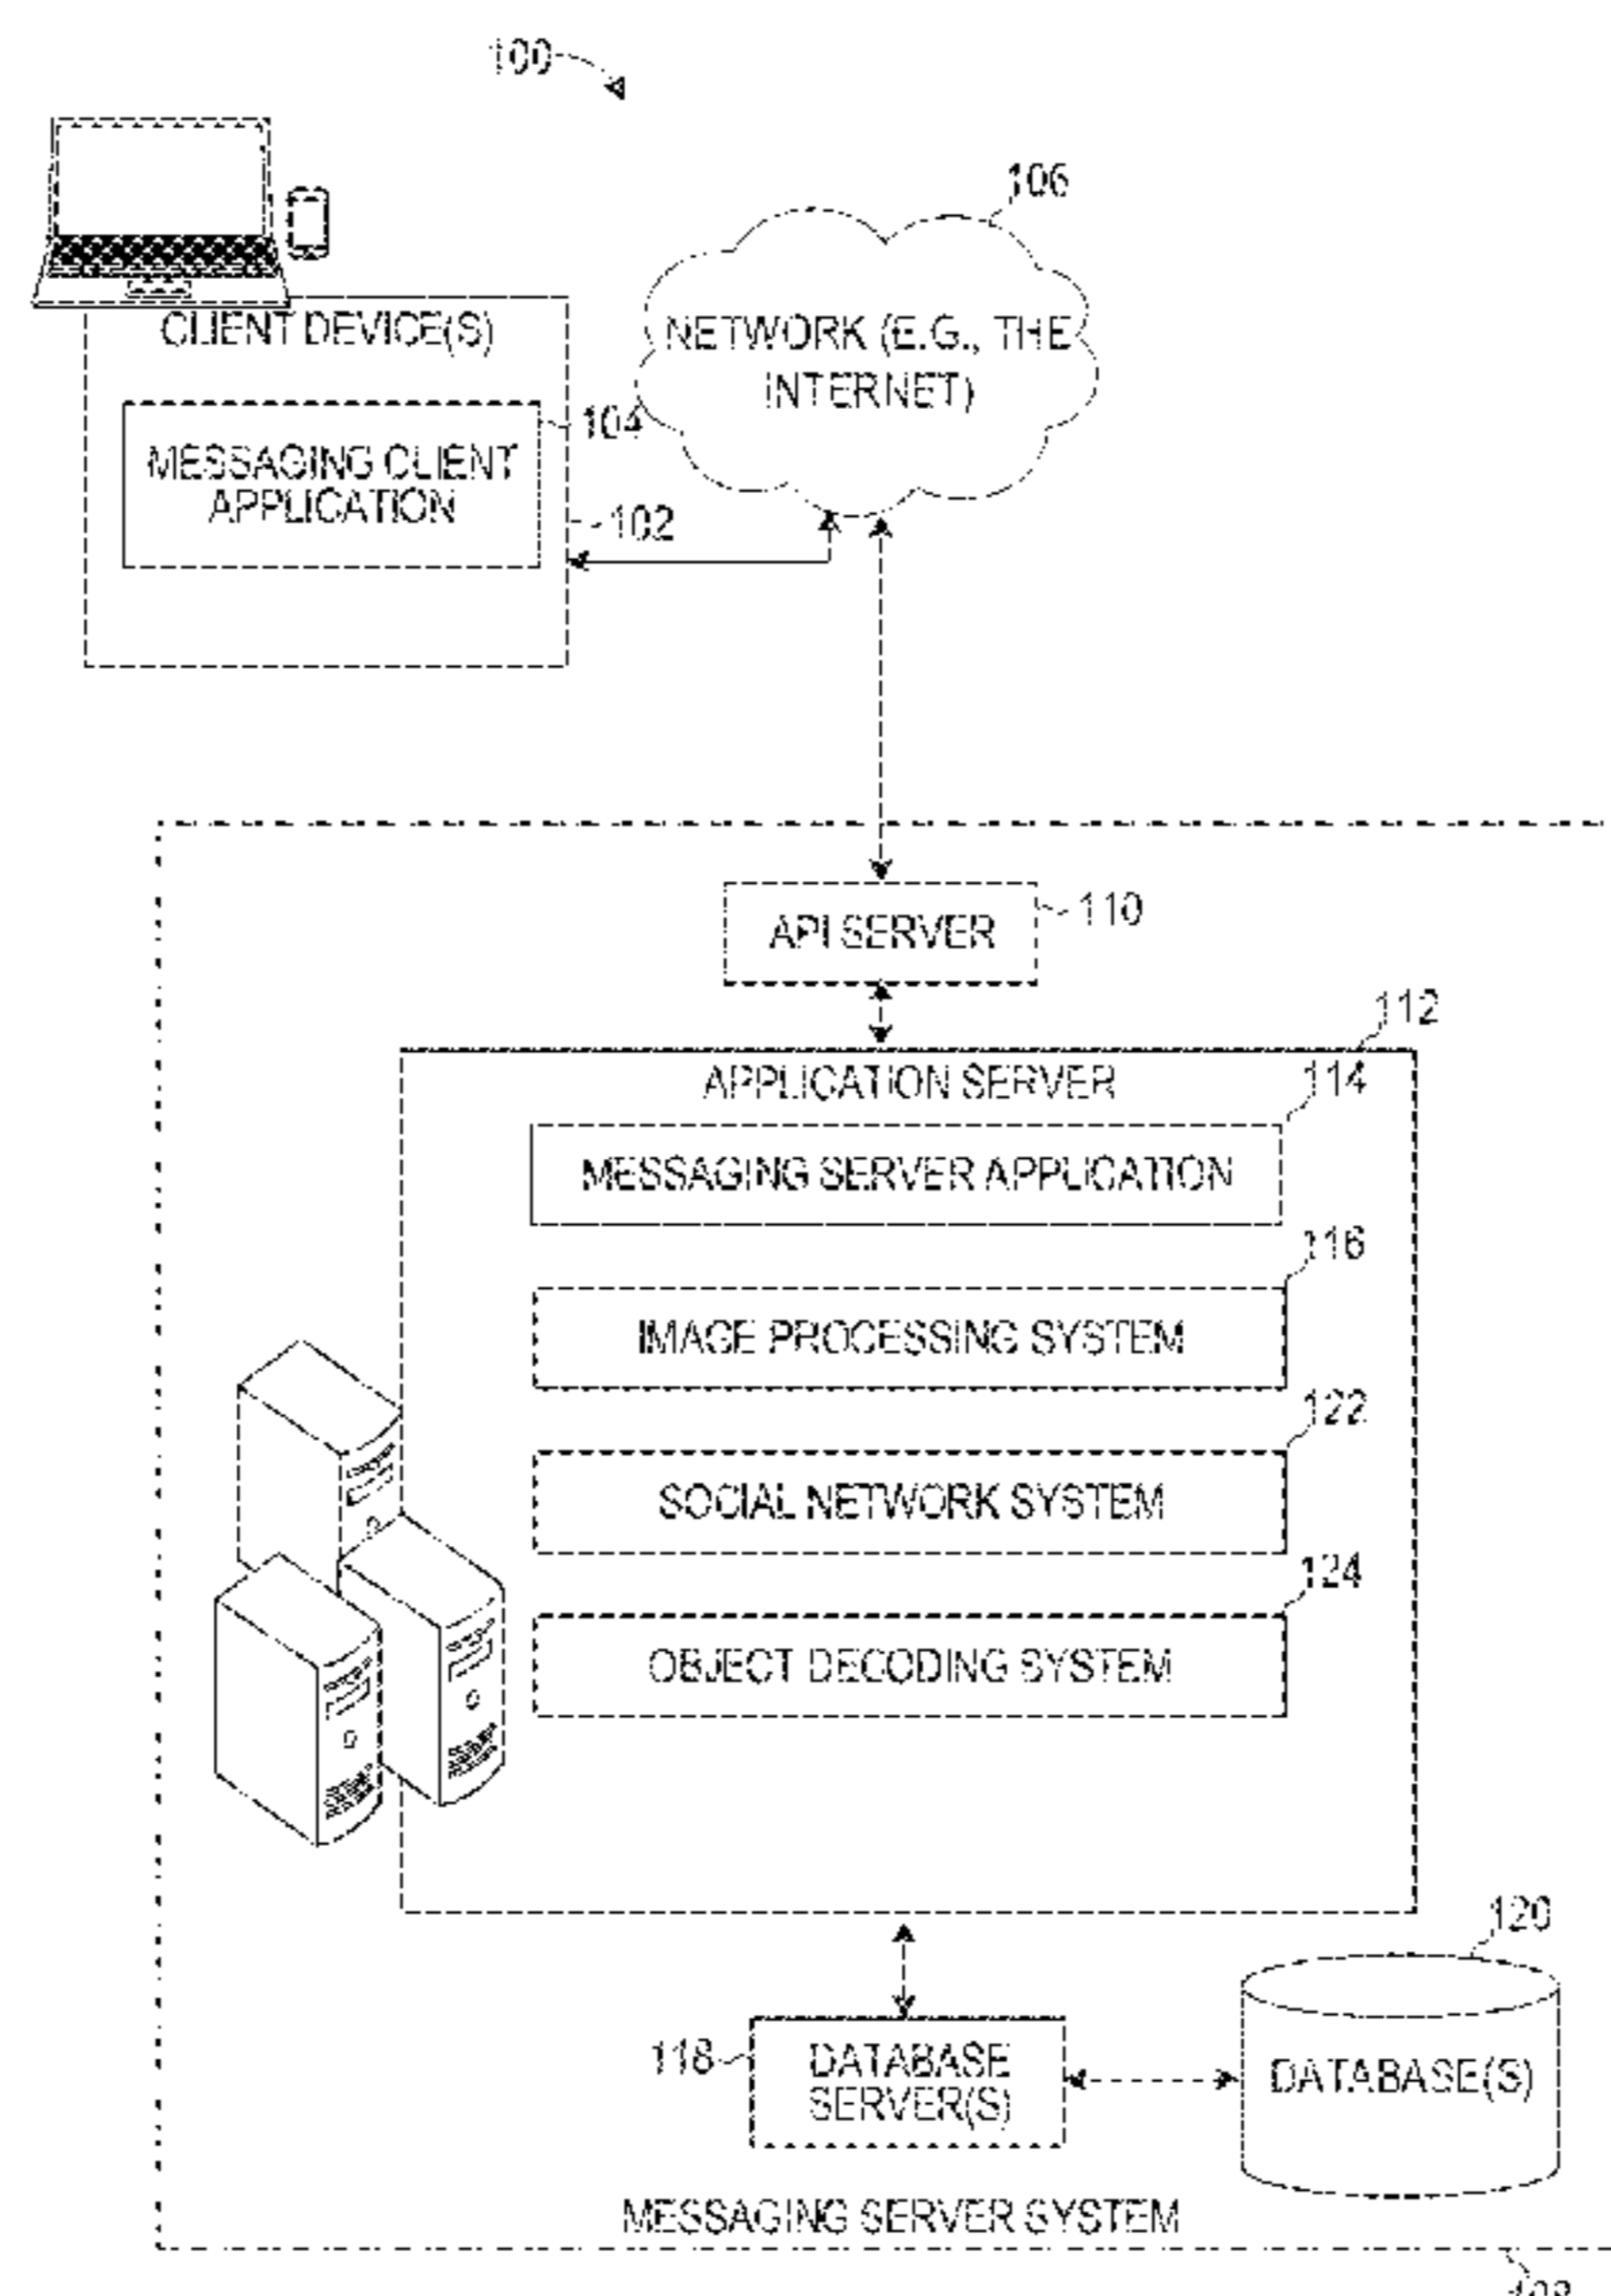 100
106
CLIENT DEVICE(S)
NETWORK (E.G., THE
INTERNET)
104
MESSAGING CLIENT
APPLICATION
102
API SERVER
110
112
APPLICATION SERVER
114
MESSAGING SERVER APPLICATION
116
IMAGE PROCESSING SYSTEM
122
SOCIAL NETWORK SYSTEM
124
OBJECT DECODING SYSTEM
120
118
DATABASE
SERVER(S)
DATABASE(S)
MESSAGING SERVER SYSTEM